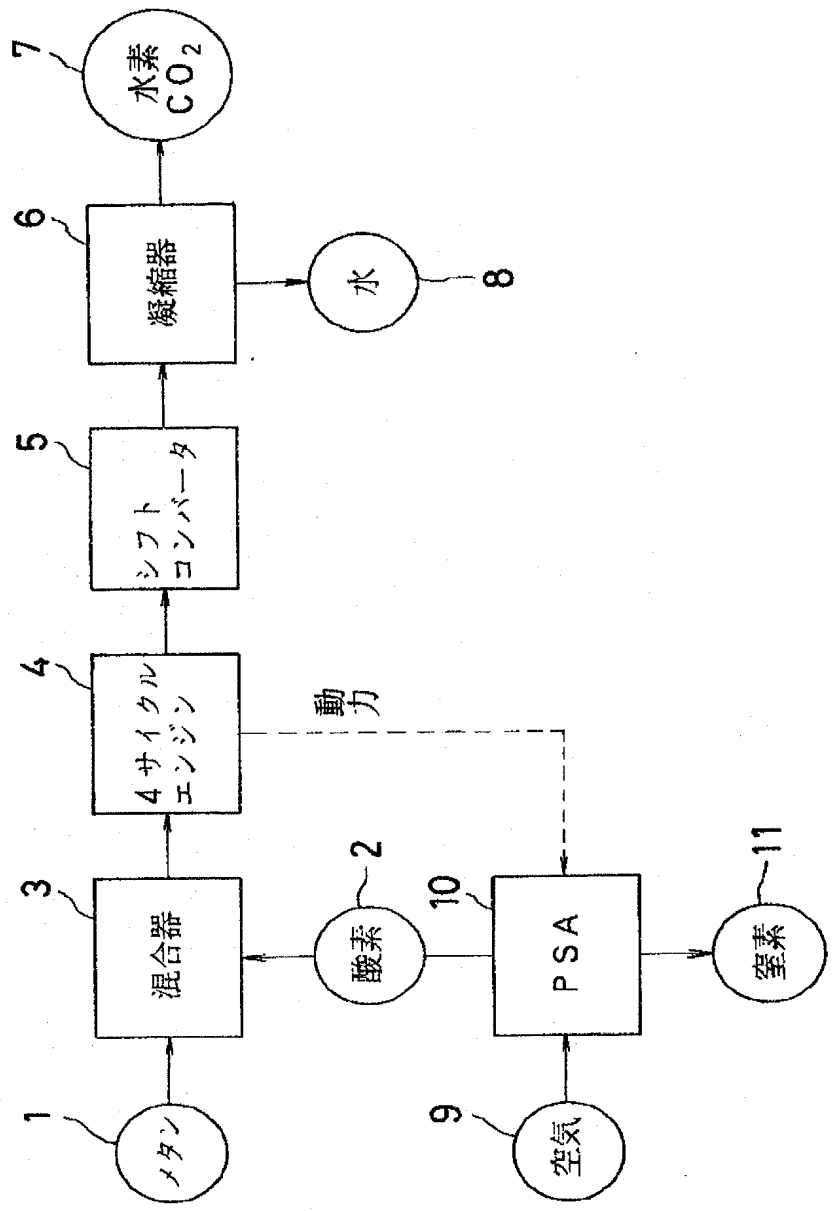 1
メタン
3
混合器
4
4サイクル
エンジン
5
シフト
コンバータ
6
凝縮器
7
水素
CO₂
動力
2
酸素
水
8
9
空気
10
PSA
11
窒素